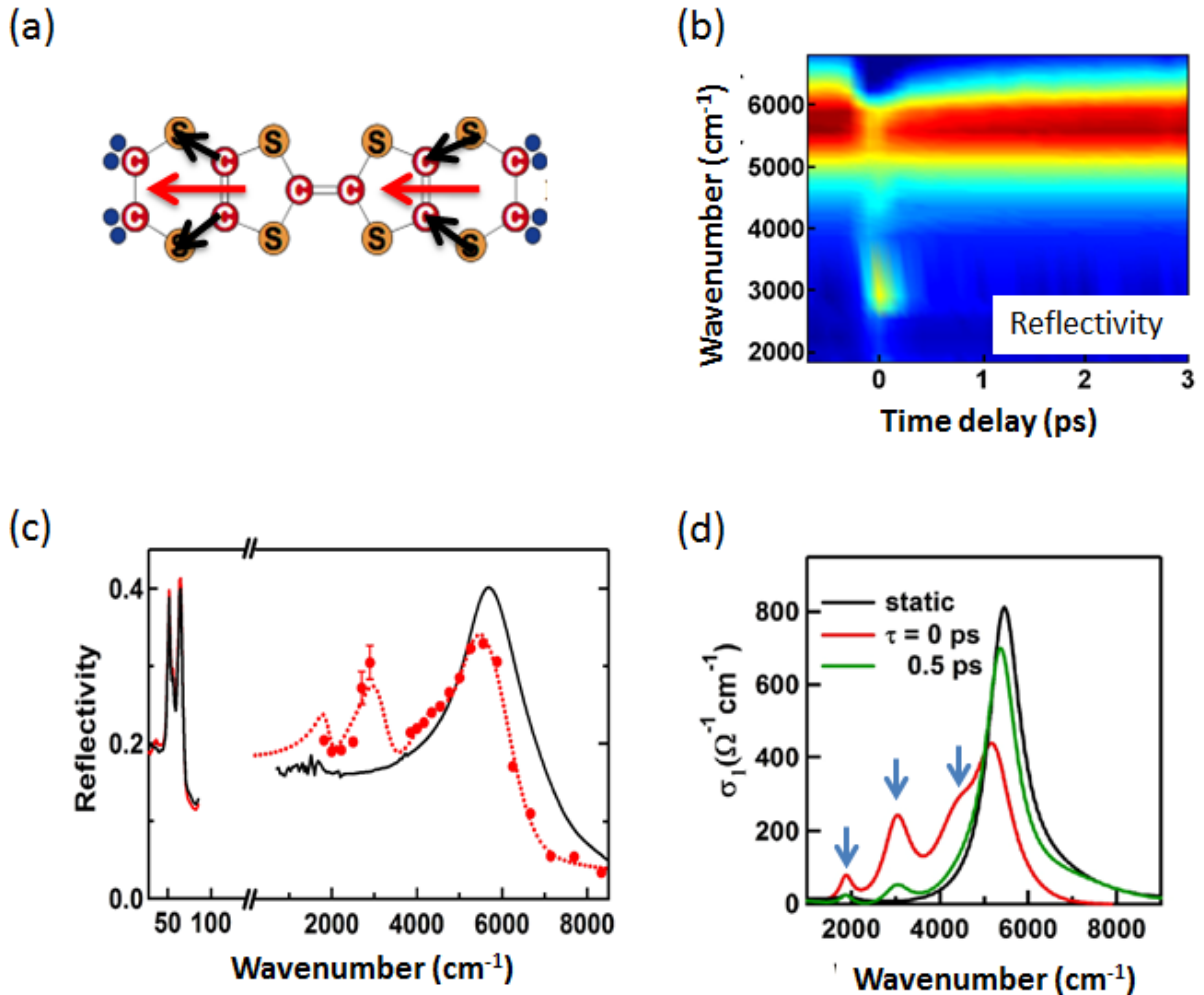 (a)
S S S S
C C C C
C C
C C C C
S S S S
(b)
Wavenumber (cm-1)
6000
5000
4000
3000
2000
Reflectivity
0 1 2 3
Time delay (ps)
(c)
Reflectivity
0.4
0.2
0.0
50 100 2000 4000 6000 8000
Wavenumber (cm-1)
(d)
σ1(Ω-1 cm-1)
800
600
400
200
0
static
τ = 0 ps
0.5 ps
2000 4000 6000 8000
Wavenumber (cm-1)